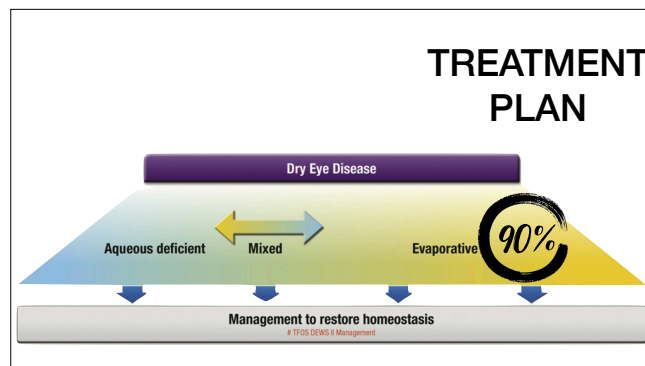 TREATMENT
PLAN
Dry Eye Disease
Aqueous deficient
Mixed
Evaporative
90%
Management to restore homeostasis
# TFOS DEWS II Management